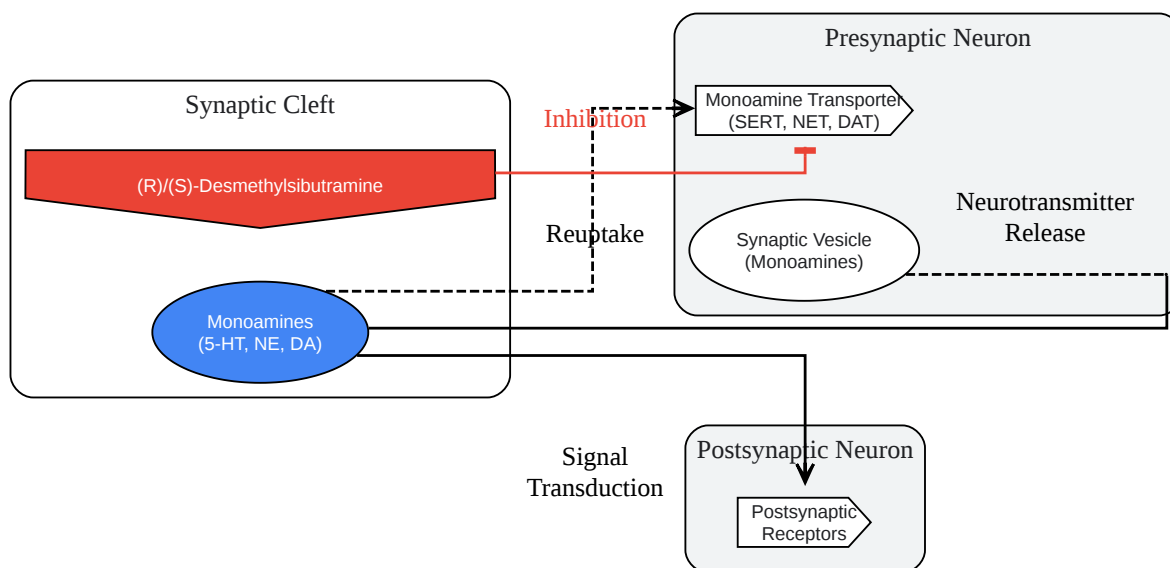 Presynaptic Neuron
Synaptic Cleft
Monoamine Transporter
(SERT, NET, DAT)
Inhibition
(R)/(S)-Desmethylsibutramine
Neurotransmitter
Release
Reuptake
Synaptic Vesicle
(Monoamines)
Monoamines
(5-HT, NE, DA)
Postsynaptic Neuron
Signal
Transduction
Postsynaptic
Receptors